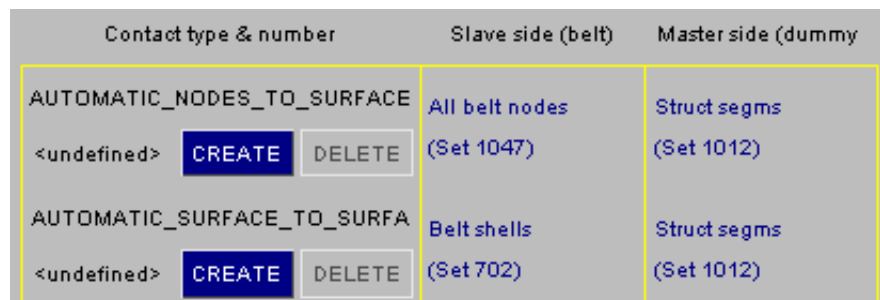 Contact type & number Slave side (belt) Master side (dummy
AUTOMATIC_NODES_TO_SURFACE All belt nodes Struct segms
<undefined> CREATE DELETE (Set 1047) (Set 1012)
AUTOMATIC_SURFACE_TO_SURFA Belt shells Struct segms
<undefined> CREATE DELETE (Set 702) (Set 1012)